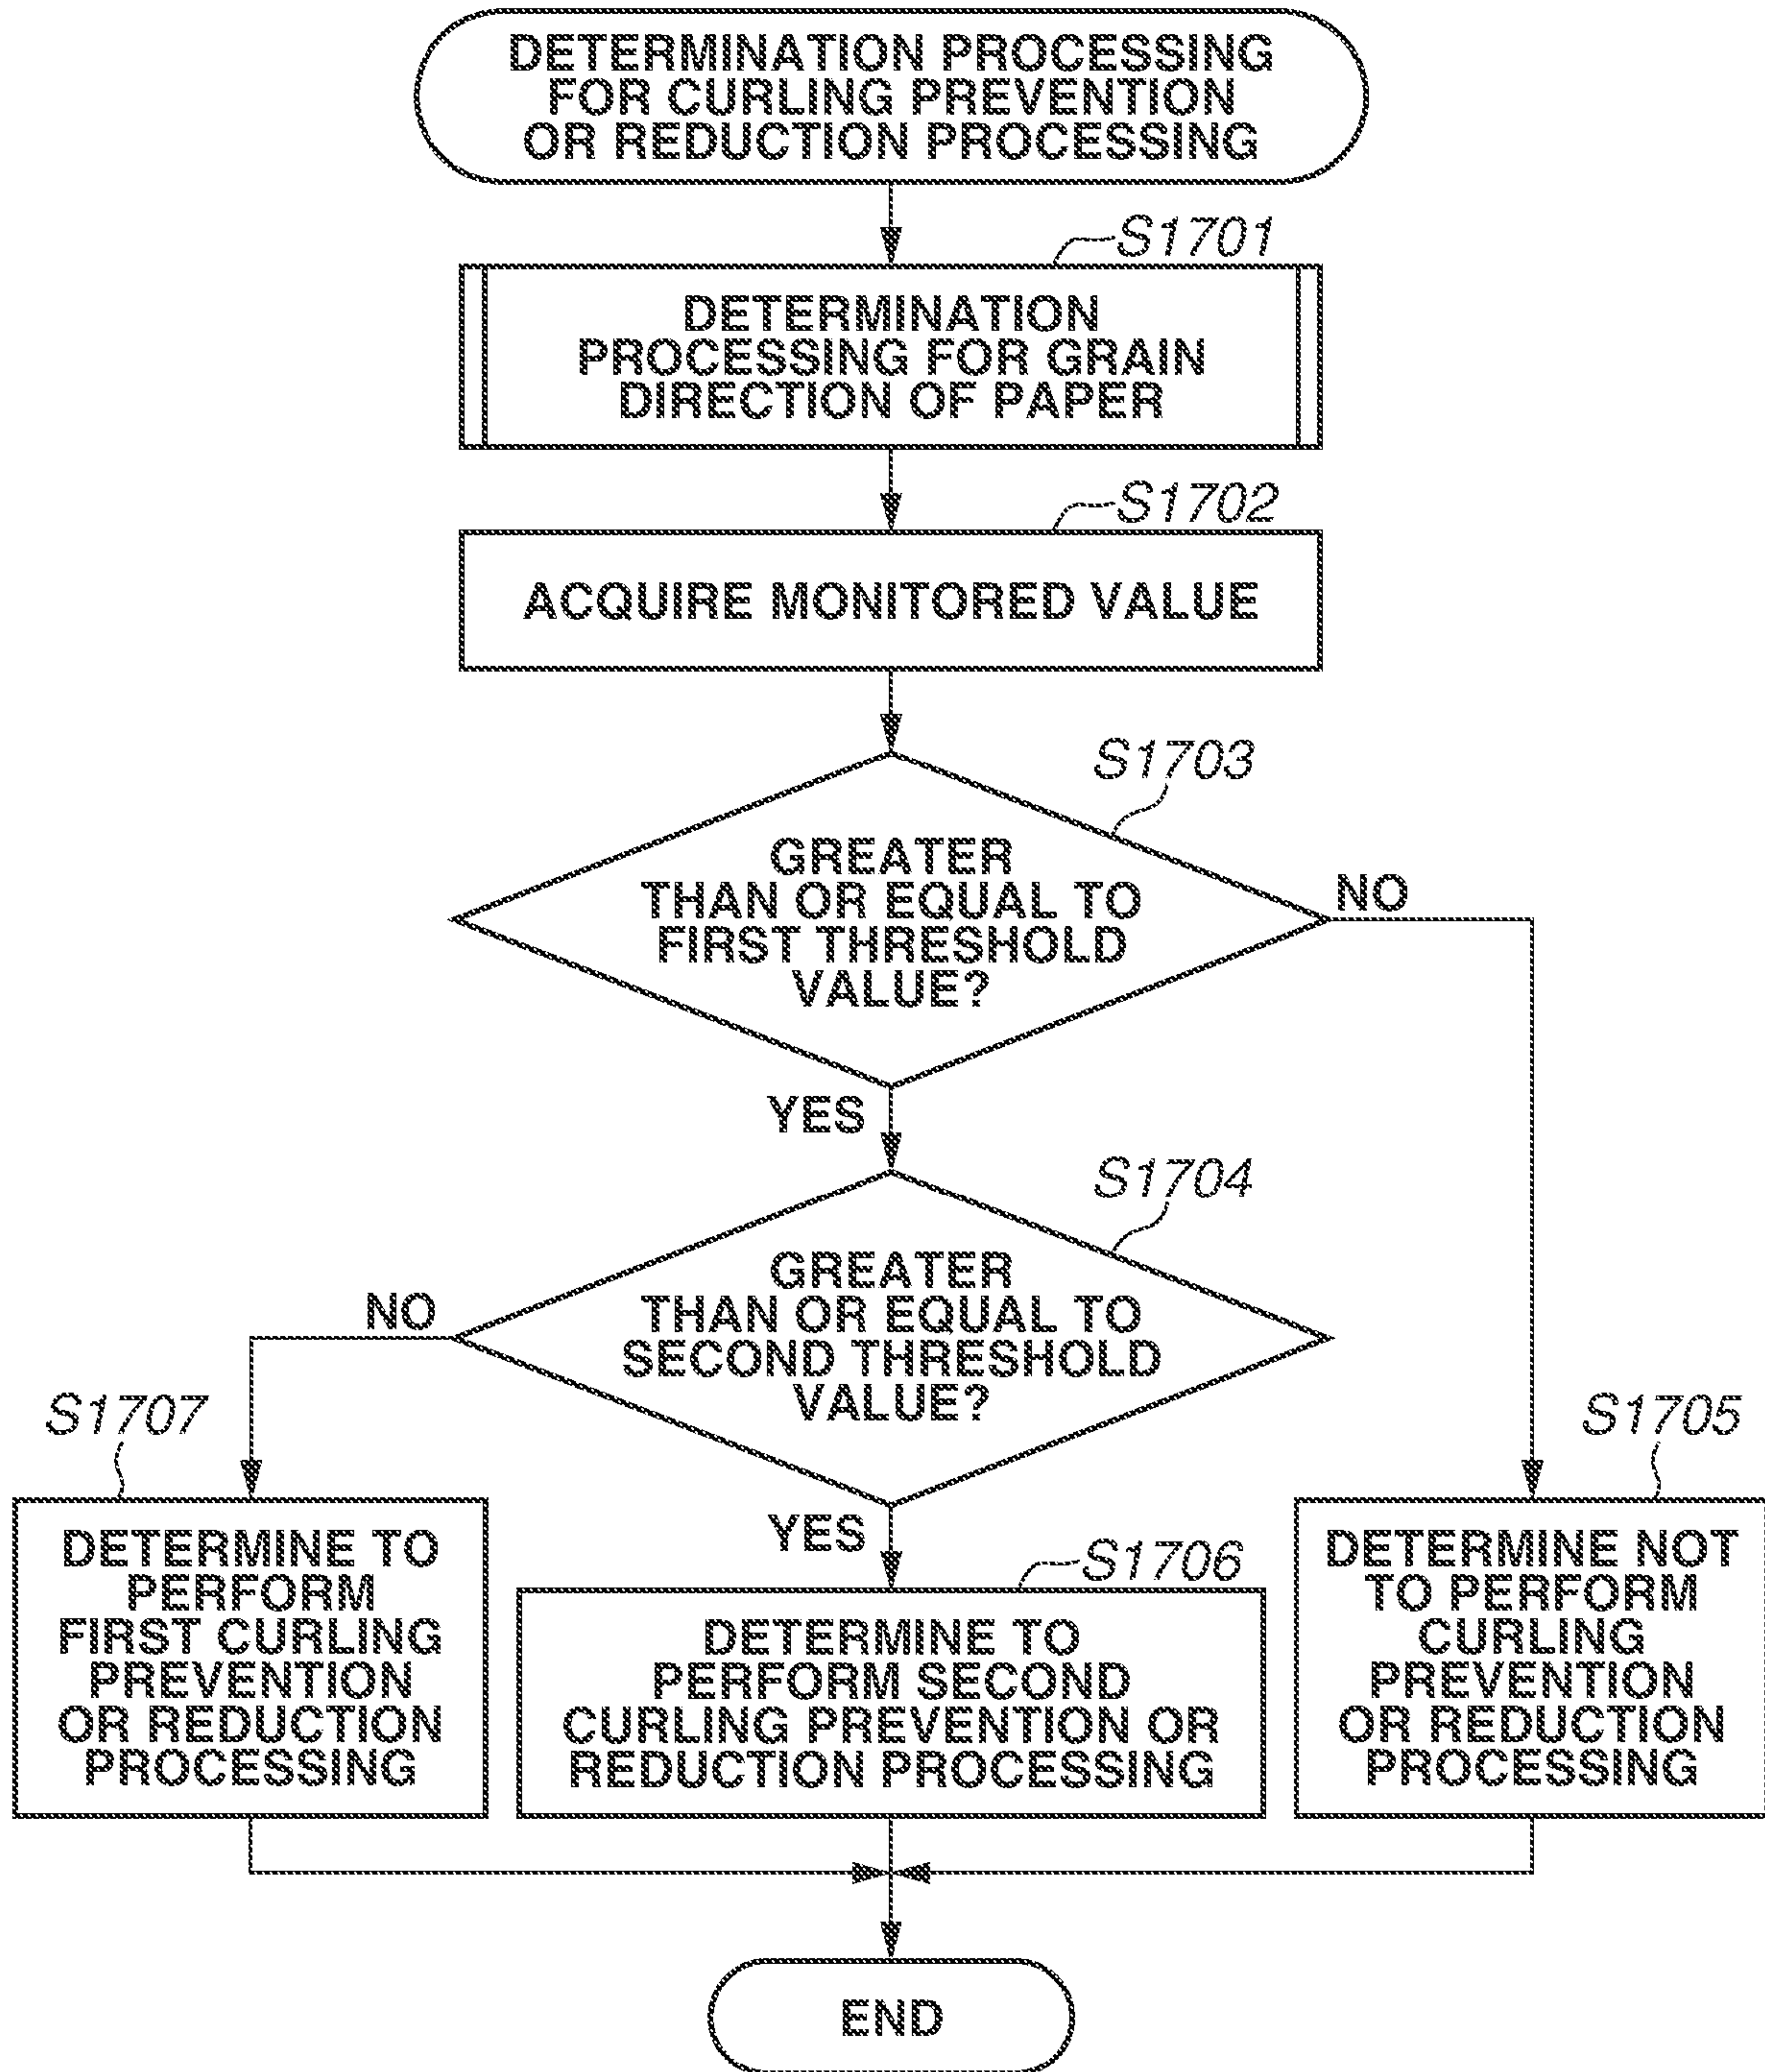 DETERMINATION PROCESSING
FOR CURLING PREVENTION
OR REDUCTION PROCESSING
S1701
DETERMINATION
PROCESSING FOR GRAIN
DIRECTION OF PAPER
S1702
ACQUIRE MONITORED VALUE
S1703
GREATER
THAN OR EQUAL TO
FIRST THRESHOLD
VALUE?
NO
YES
S1704
GREATER
THAN OR EQUAL TO
SECOND THRESHOLD
VALUE?
NO
YES
S1707
DETERMINE TO
PERFORM
FIRST CURLING
PREVENTION
OR REDUCTION
PROCESSING
S1706
DETERMINE TO
PERFORM SECOND
CURLING PREVENTION OR
REDUCTION PROCESSING
S1705
DETERMINE NOT
TO PERFORM
CURLING
PREVENTION
OR REDUCTION
PROCESSING
END